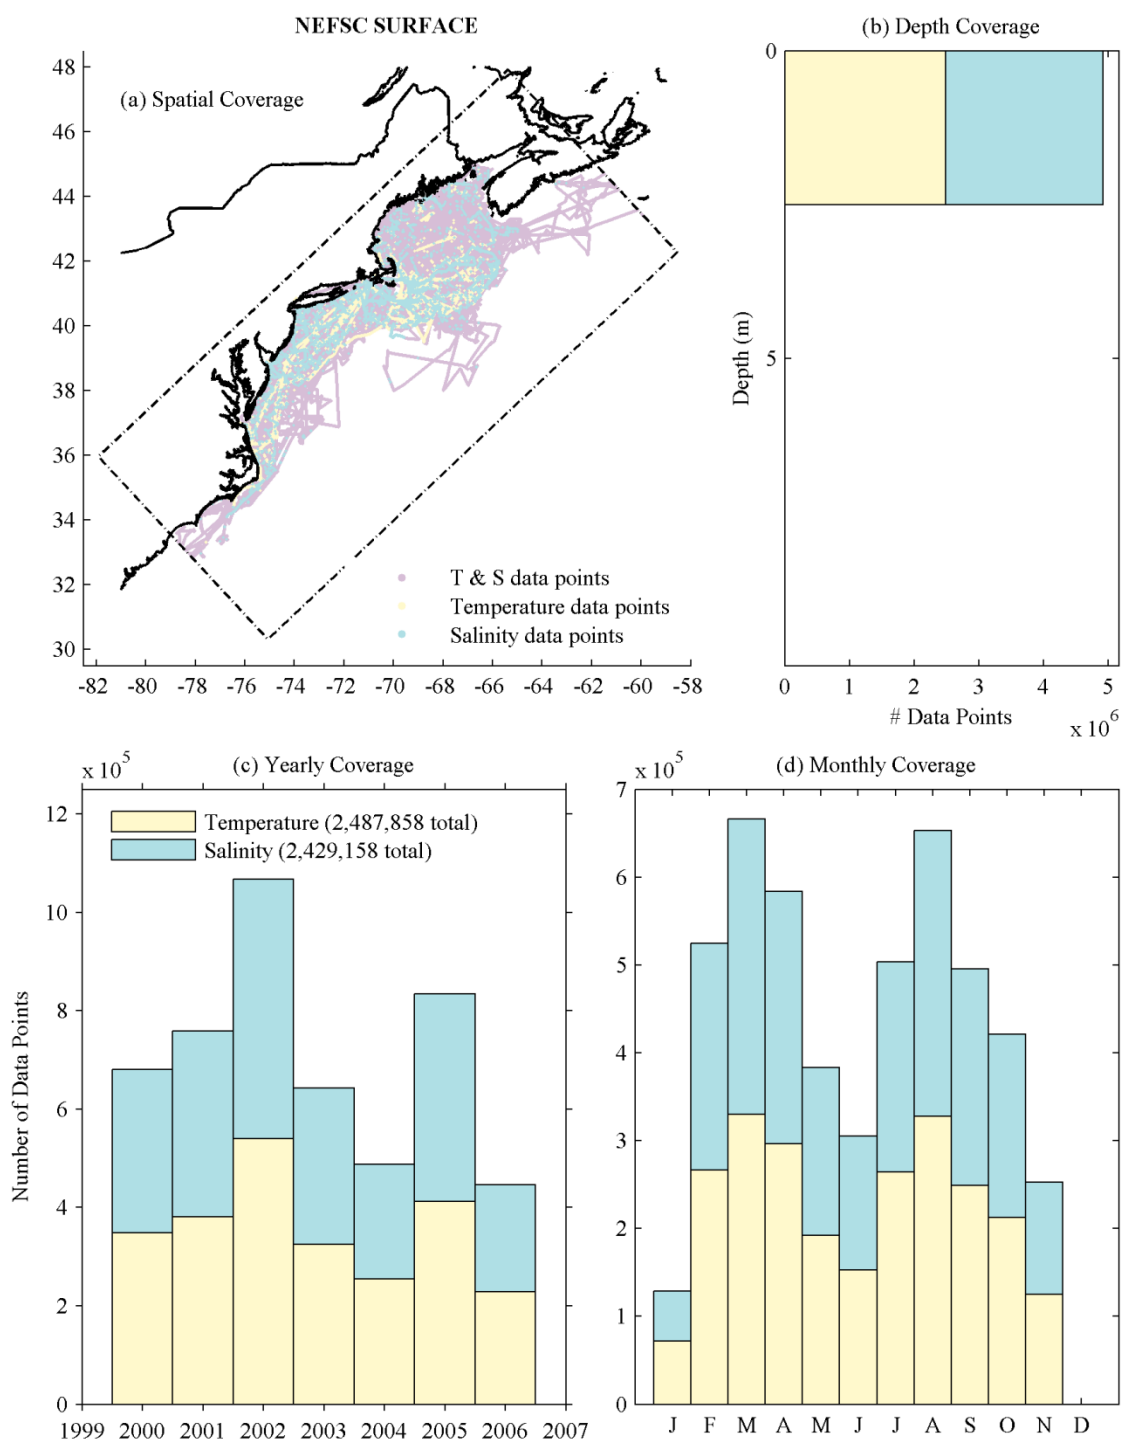 NEFSC SURFACE
(a) Spatial Coverage
48
46
44
42
40
38
36
34
32
30
-82 -80 -78 -76 -74 -72 -70 -68 -66 -64 -62 -60 -58
T & S data points
Temperature data points
Salinity data points
(b) Depth Coverage
0
5
Depth (m)
0 1 2 3 4 5
# Data Points
x 10^6
x 10^5
(c) Yearly Coverage
Temperature (2,487,858 total)
Salinity (2,429,158 total)
12
10
8
6
4
2
0
Number of Data Points
1999 2000 2001 2002 2003 2004 2005 2006 2007
x 10^5
(d) Monthly Coverage
7
6
5
4
3
2
1
0
J F M A M J J A S O N D